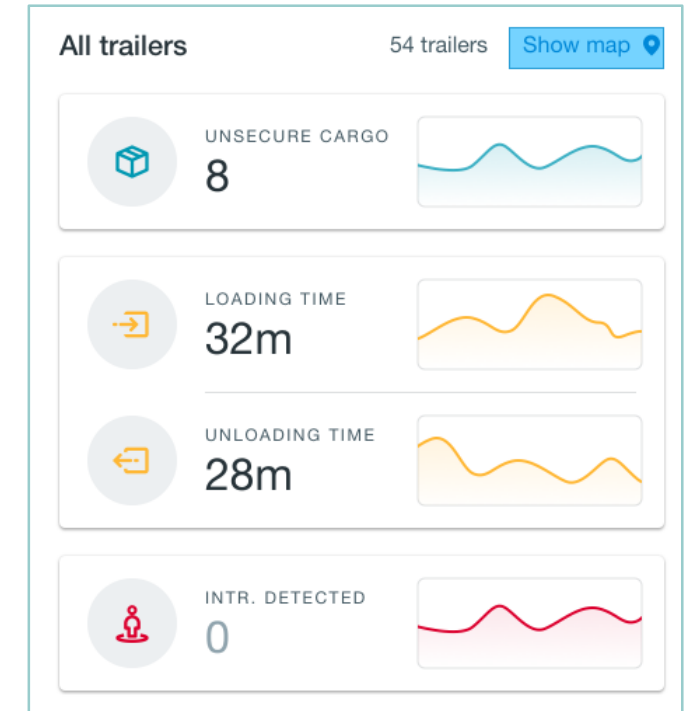 All trailers 54 trailers Show map
UNSECURE CARGO
8
LOADING TIME
32m
UNLOADING TIME
28m
INTR. DETECTED
0